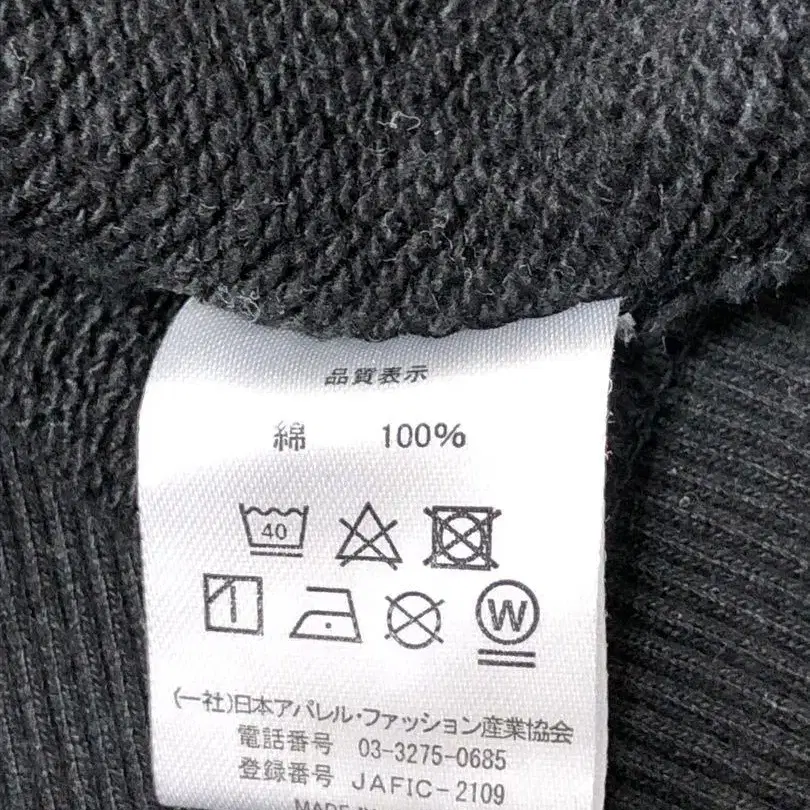 品質表示
綿 100%
40
W
(一社)日本アパレル・ファッション産業協会
電話番号 03-3275-0685
登録番号 JAFIC-2109
MADE IN